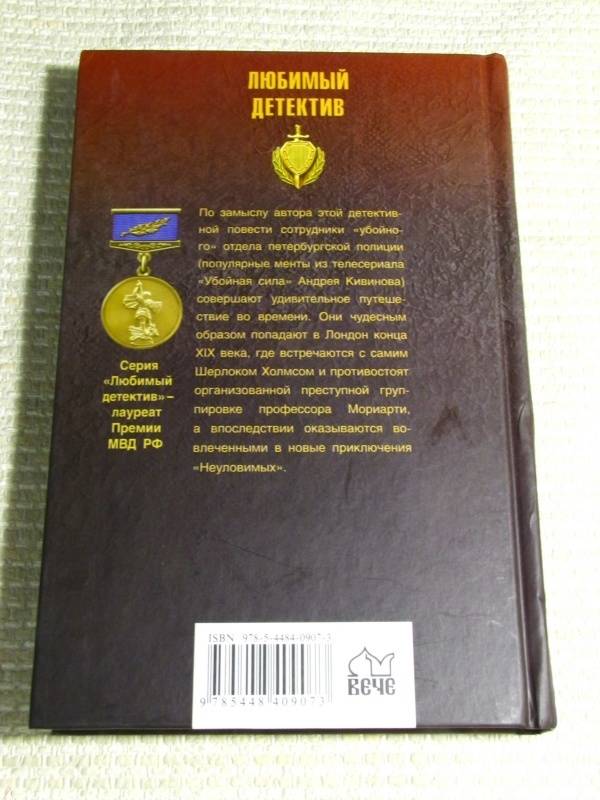 ЛЮБИМЫЙ
ДЕТЕКТИВ
По замыслу автора этой детектив-
ной повести сотрудники «убойно-
го» отдела петербургской полиции
(популярные менты из телесериала
«Убойная сила» Андрея Кивинова)
совершают удивительное путеше-
ствие во времени. Они чудесным
образом попадают в Лондон конца
XIX века, где встречаются с самим
Шерлоком Холмсом и противостоят
организованной преступной груп-
пировке профессора Мориарти,
а впоследствии оказываются во-
влеченными в новые приключения
«Неуловимых».
Серия
«Любимый
детектив» –
лауреат
Премии
МВД РФ
ISBN 978-5-4484-0907-3
9 785448 409073
ВЕЧЕ